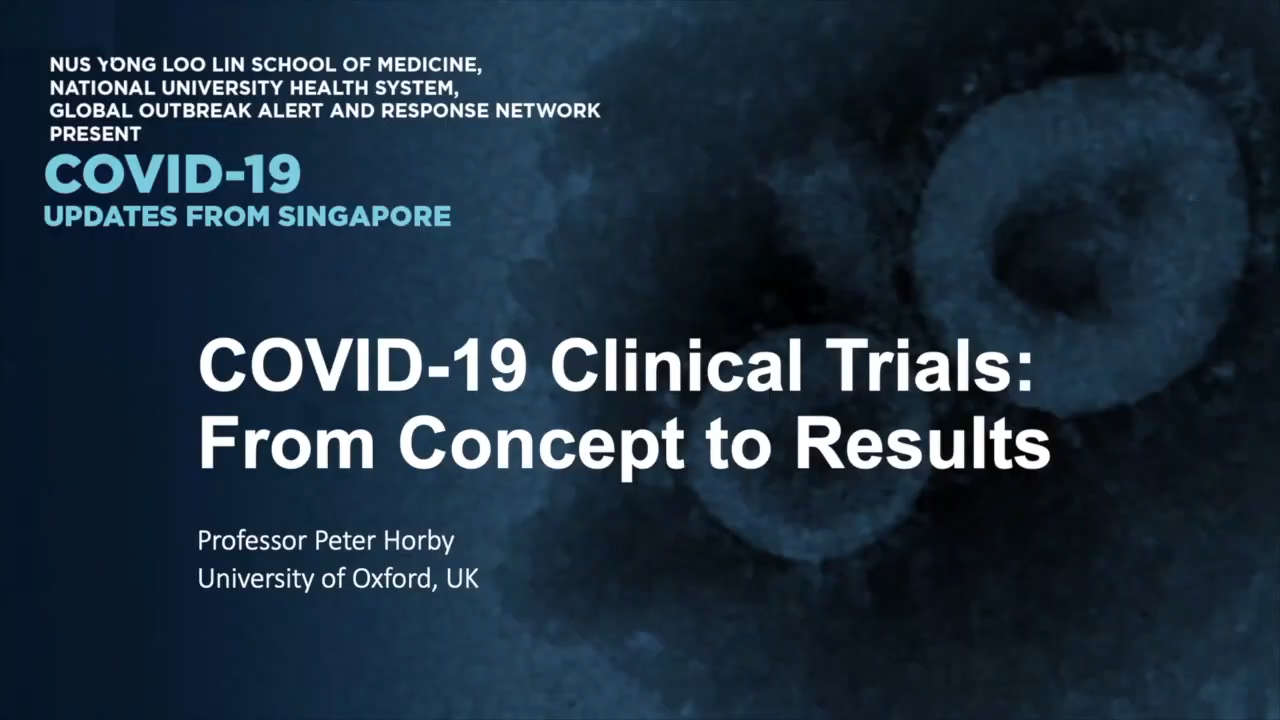 NUS YONG LOO LIN SCHOOL OF MEDICINE,
NATIONAL UNIVERSITY HEALTH SYSTEM,
GLOBAL OUTBREAK ALERT AND RESPONSE NETWORK
PRESENT
COVID-19
UPDATES FROM SINGAPORE
COVID-19 Clinical Trials:
From Concept to Results
Professor Peter Horby
University of Oxford, UK